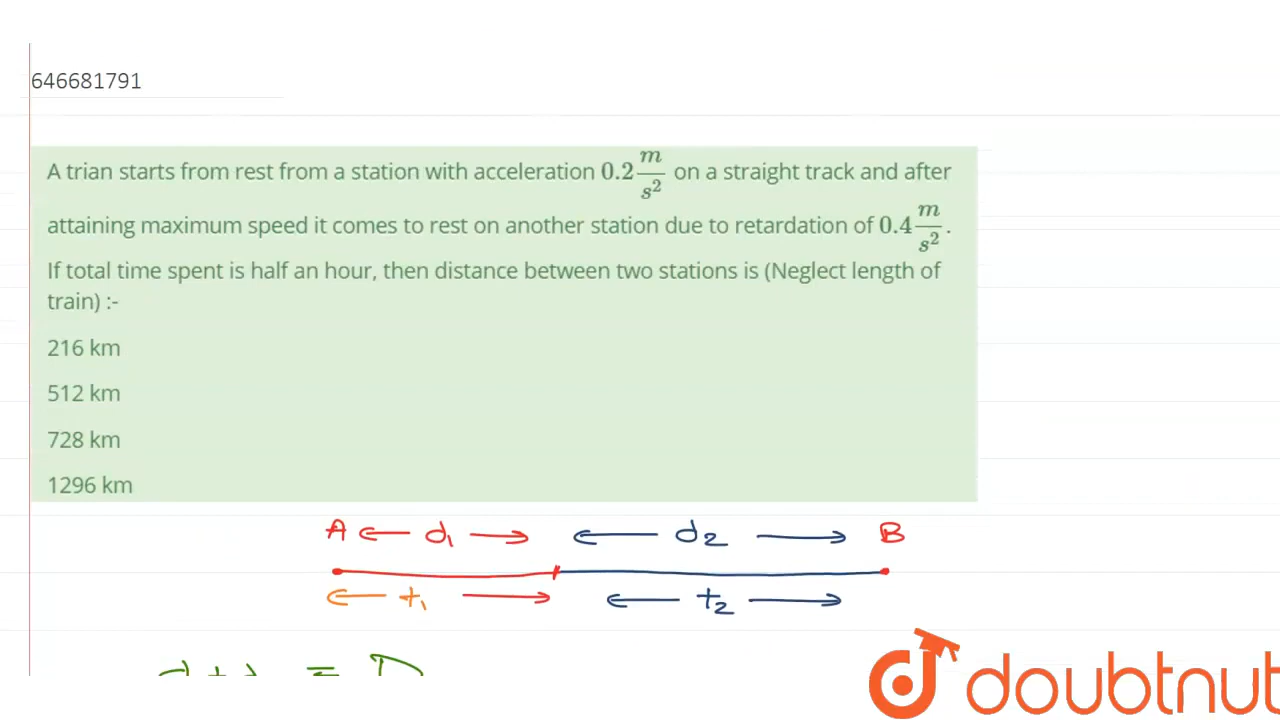 646681791
A trian starts from rest from a station with acceleration 0.2 m/s² on a straight track and after
attaining maximum speed it comes to rest on another station due to retardation of 0.4 m/s².
If total time spent is half an hour, then distance between two stations is (Neglect length of
train) :-
216 km
512 km
728 km
1296 km
A ← d₁ → ← d₂ → B
← t₁ → ← t₂ →
= D
doubtnut